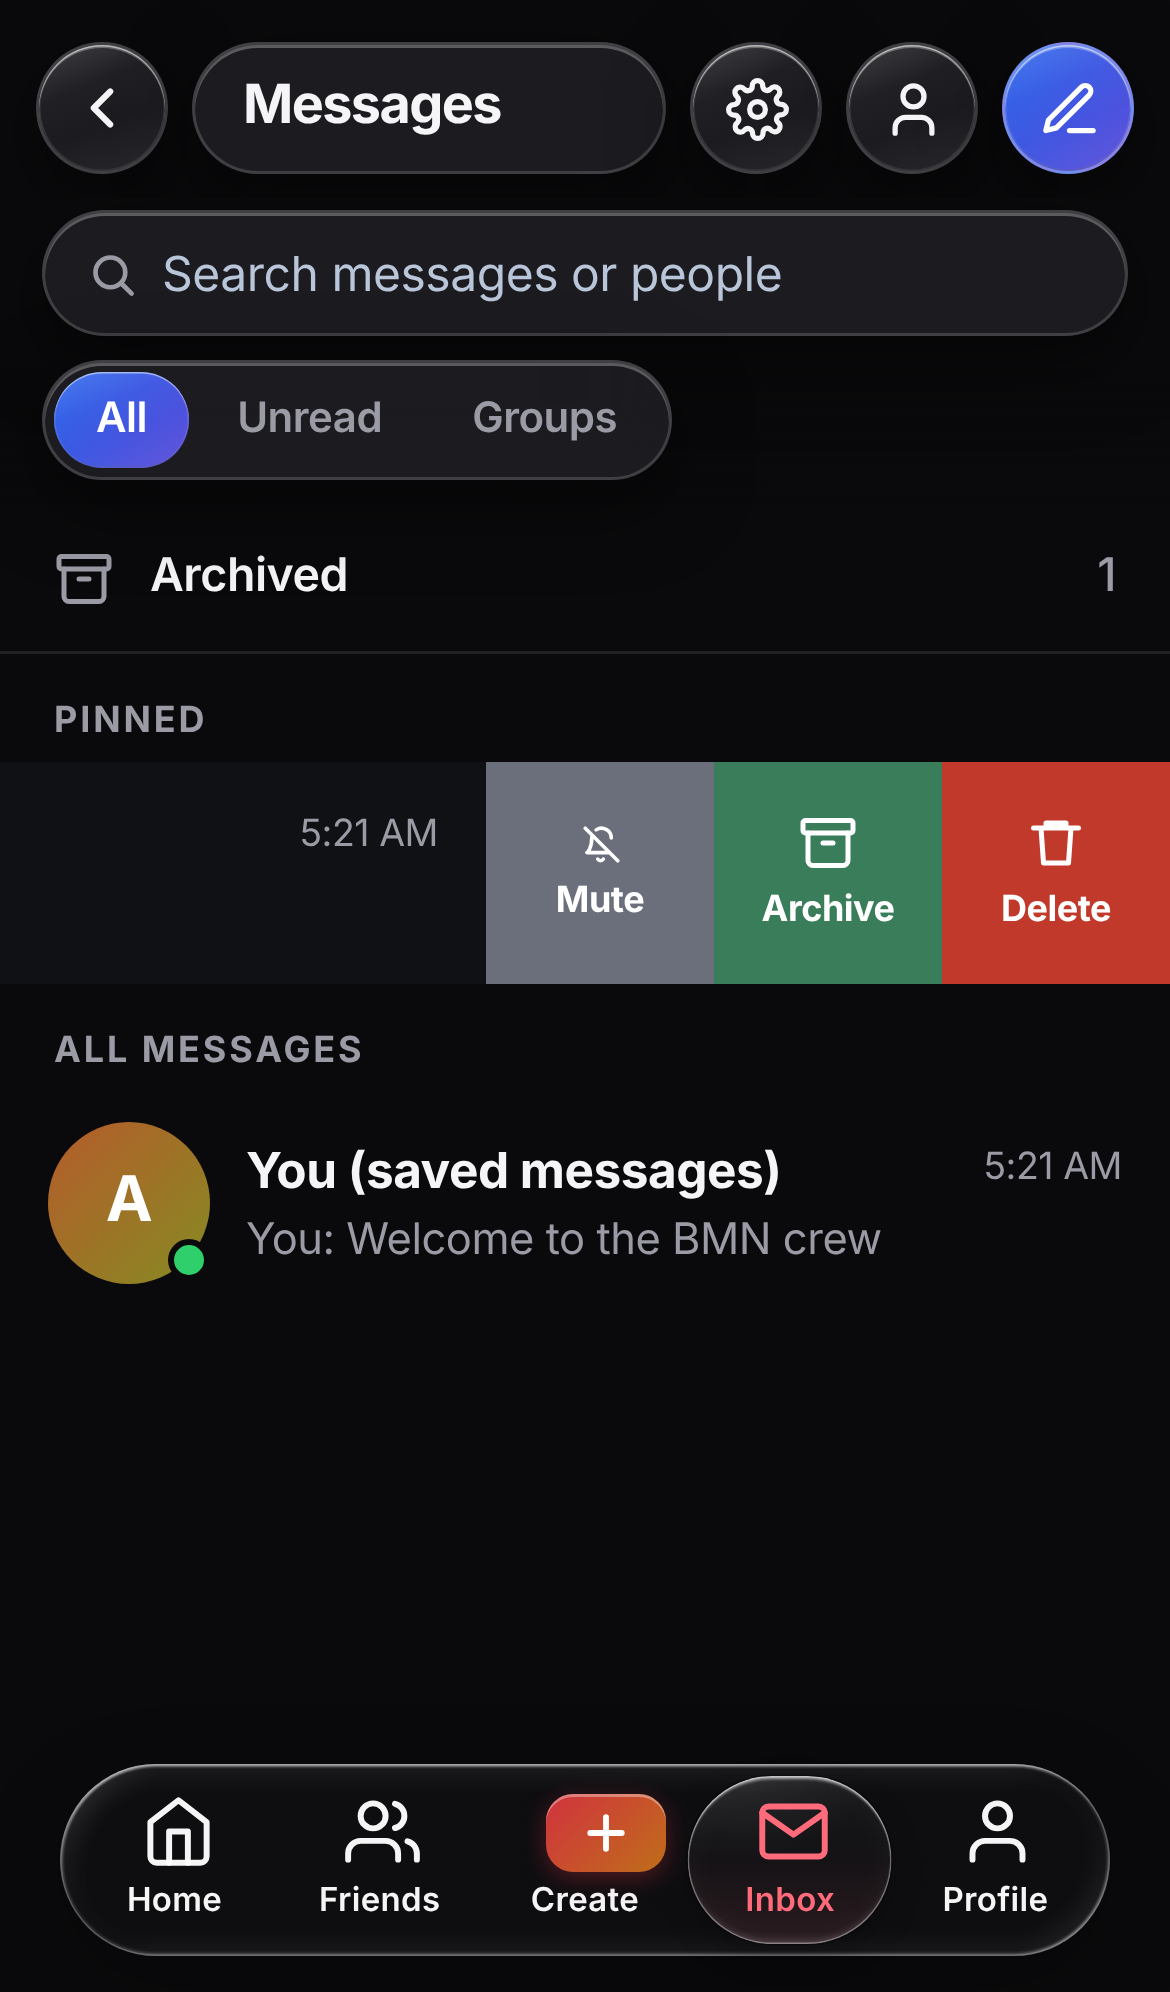 Messages
Search messages or people
All Unread Groups
Archived 1
PINNED
5:21 AM
Mute Archive Delete
ALL MESSAGES
A
You (saved messages) 5:21 AM
You: Welcome to the BMN crew
Home Friends Create Inbox Profile